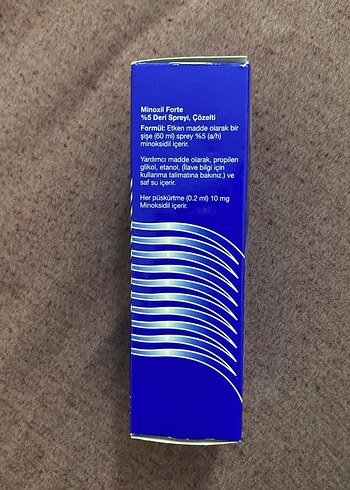 Minoxil Forte
%5 Deri Spreyi, Çözelti
Formül: Etken madde olarak bir
şişe (60 ml) sprey %5 (a/h)
minoksidil içerir.
Yardımcı madde olarak, propilen
glikol, etanol, (İlave bilgi için
kullanma talimatına bakınız.) ve
saf su içerir.
Her püskürtme (0.2 ml) 10 mg
Minoksidil içerir.